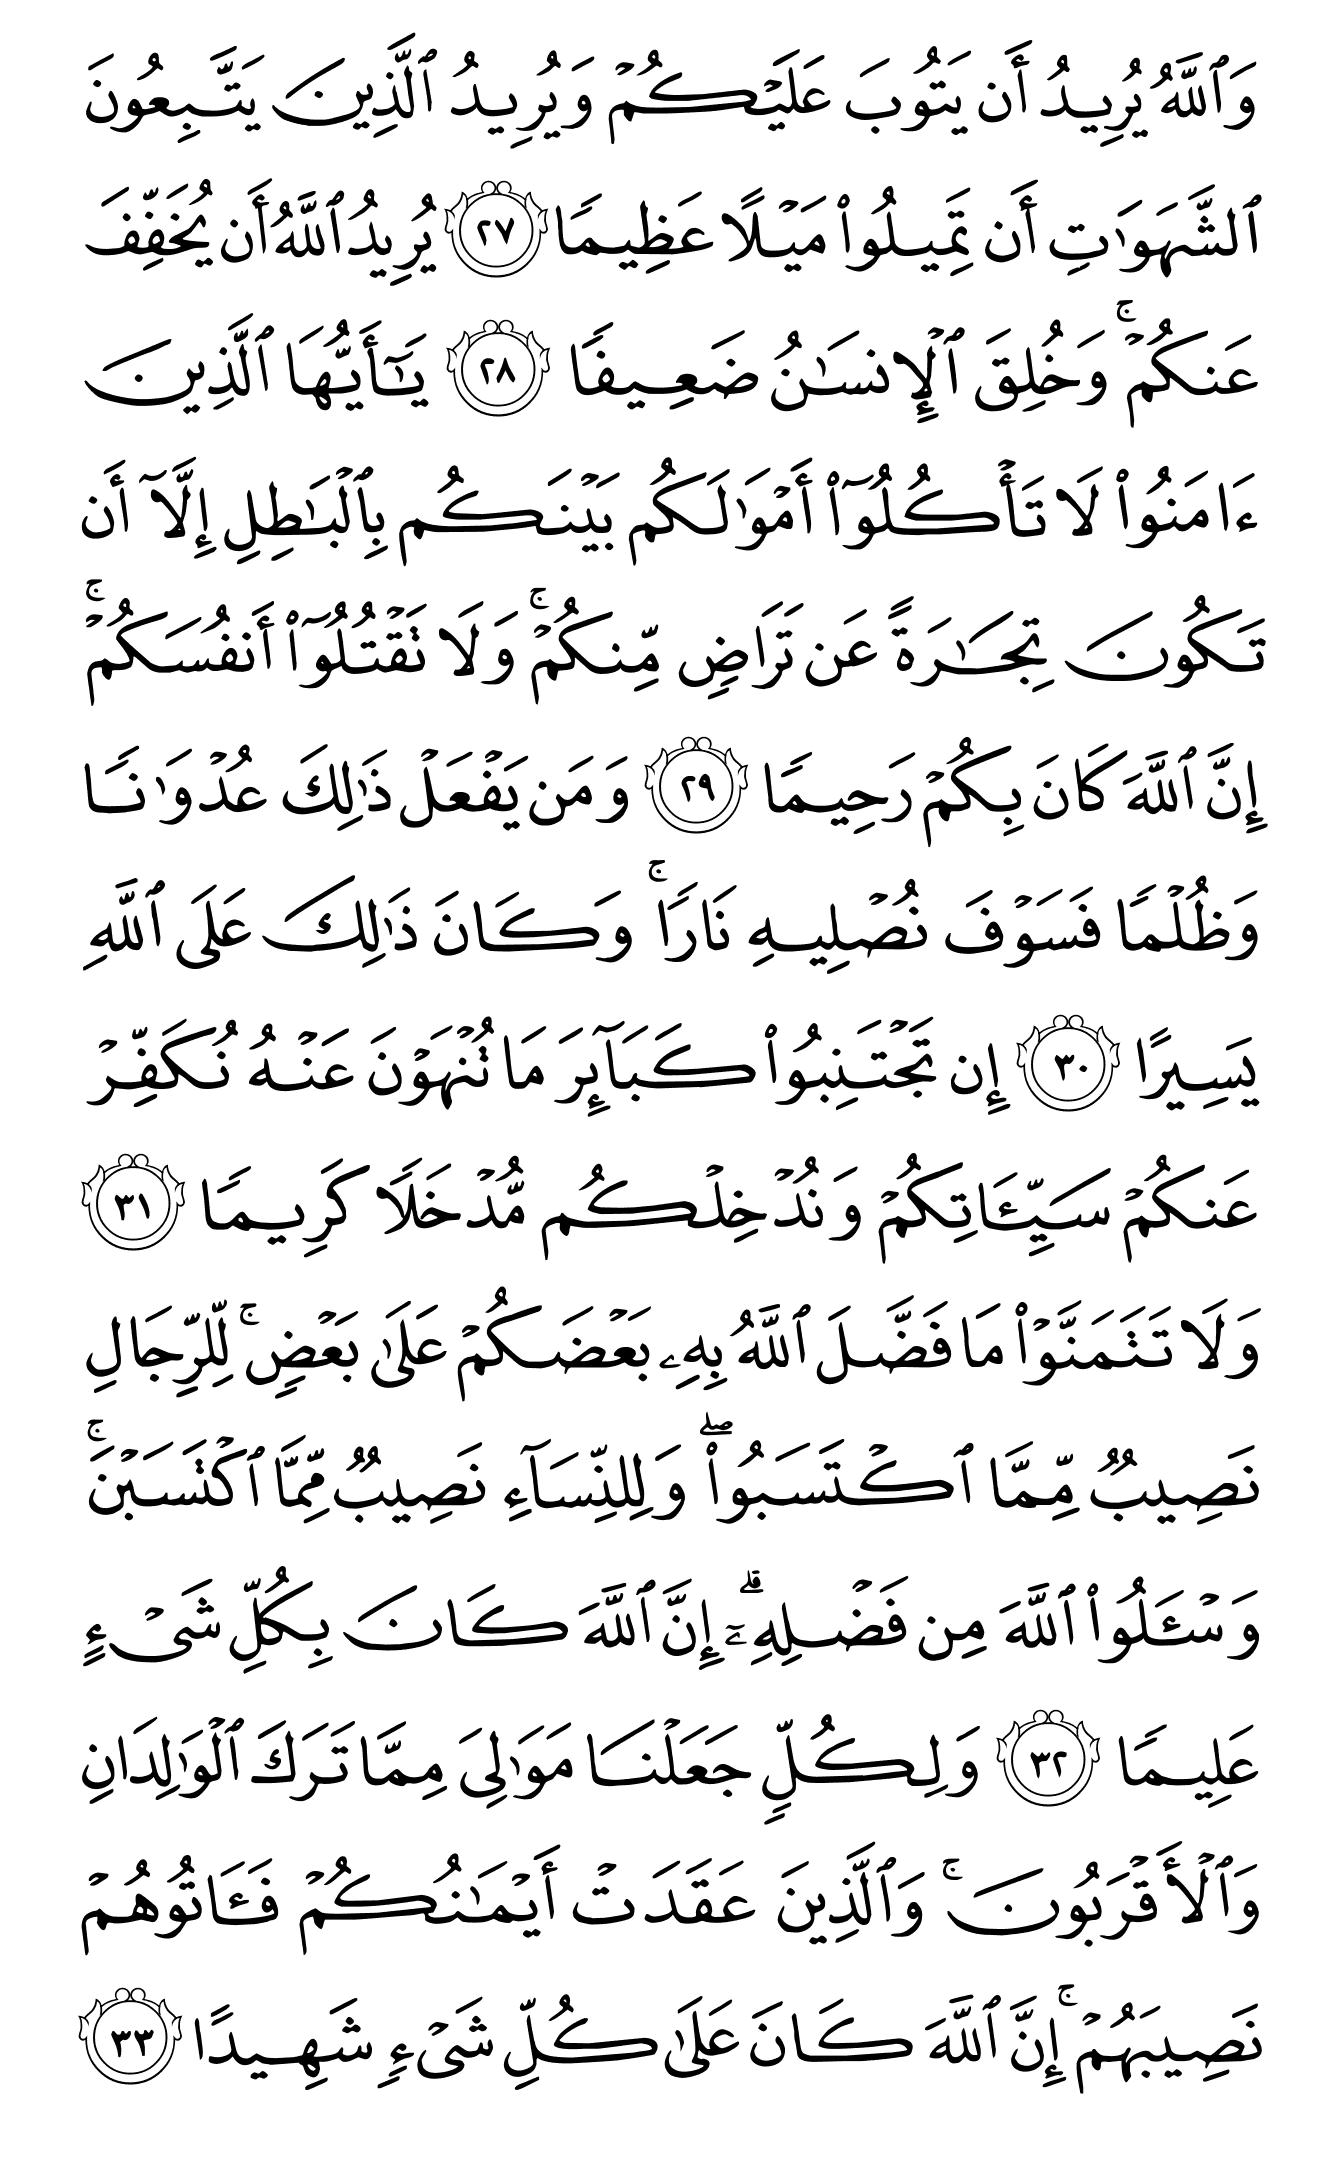 وَٱللَّهُ يُرِيدُ أَن يَتُوبَ عَلَيۡكُمۡ وَيُرِيدُ ٱلَّذِينَ يَتَّبِعُونَ
ٱلشَّهَوَٰتِ أَن تَمِيلُواْ مَيۡلًا عَظِيمًا ٢٧ يُرِيدُ ٱللَّهُ أَن يُخَفِّفَ
عَنكُمۡۚ وَخُلِقَ ٱلۡإِنسَٰنُ ضَعِيفًا ٢٨ يَٰٓأَيُّهَا ٱلَّذِينَ
ءَامَنُواْ لَا تَأۡكُلُوٓاْ أَمۡوَٰلَكُم بَيۡنَكُم بِٱلۡبَٰطِلِ إِلَّآ أَن
تَكُونَ تِجَٰرَةً عَن تَرَاضٍ مِّنكُمۡۚ وَلَا تَقۡتُلُوٓاْ أَنفُسَكُمۡۚ
إِنَّ ٱللَّهَ كَانَ بِكُمۡ رَحِيمًا ٢٩ وَمَن يَفۡعَلۡ ذَٰلِكَ عُدۡوَٰنًا
وَظُلۡمًا فَسَوۡفَ نُصۡلِيهِ نَارًاۚ وَكَانَ ذَٰلِكَ عَلَى ٱللَّهِ
يَسِيرًا ٣٠ إِن تَجۡتَنِبُواْ كَبَآئِرَ مَا تُنۡهَوۡنَ عَنۡهُ نُكَفِّرۡ
عَنكُمۡ سَيِّـَٔاتِكُمۡ وَنُدۡخِلۡكُم مُّدۡخَلًا كَرِيمًا ٣١
وَلَا تَتَمَنَّوۡاْ مَا فَضَّلَ ٱللَّهُ بِهِۦ بَعۡضَكُمۡ عَلَىٰ بَعۡضٍۚ لِّلرِّجَالِ
نَصِيبٌ مِّمَّا ٱكۡتَسَبُواْۖ وَلِلنِّسَآءِ نَصِيبٌ مِّمَّا ٱكۡتَسَبۡنَۚ
وَسۡـَٔلُواْ ٱللَّهَ مِن فَضۡلِهِۦٓۗ إِنَّ ٱللَّهَ كَانَ بِكُلِّ شَيۡءٍ
عَلِيمًا ٣٢ وَلِكُلٍّ جَعَلۡنَا مَوَٰلِيَ مِمَّا تَرَكَ ٱلۡوَٰلِدَانِ
وَٱلۡأَقۡرَبُونَۚ وَٱلَّذِينَ عَقَدَتۡ أَيۡمَٰنُكُمۡ فَـَٔاتُوهُمۡ
نَصِيبَهُمۡۚ إِنَّ ٱللَّهَ كَانَ عَلَىٰ كُلِّ شَيۡءٍ شَهِيدًا ٣٣